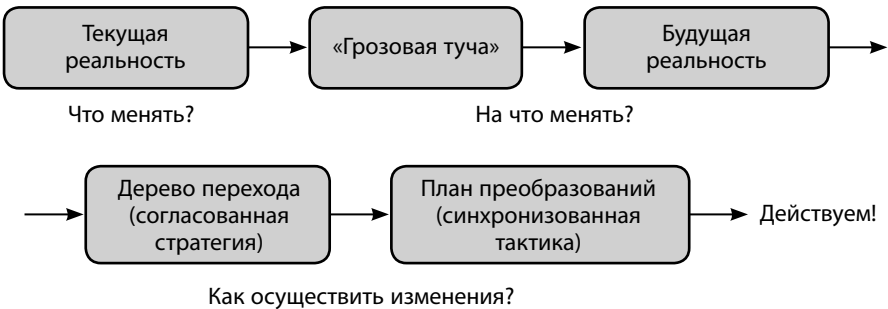 Текущая
реальность
«Грозовая туча»
Будущая
реальность
Что менять?
На что менять?
Дерево перехода
(согласованная
стратегия)
План преобразований
(синхронизованная
тактика)
Действуем!
Как осуществить изменения?